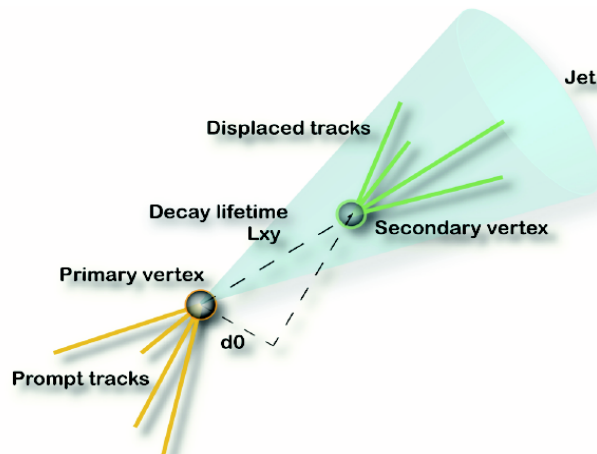 Jet
Displaced tracks
Decay lifetime
Lxy
Secondary vertex
Primary vertex
d0
Prompt tracks